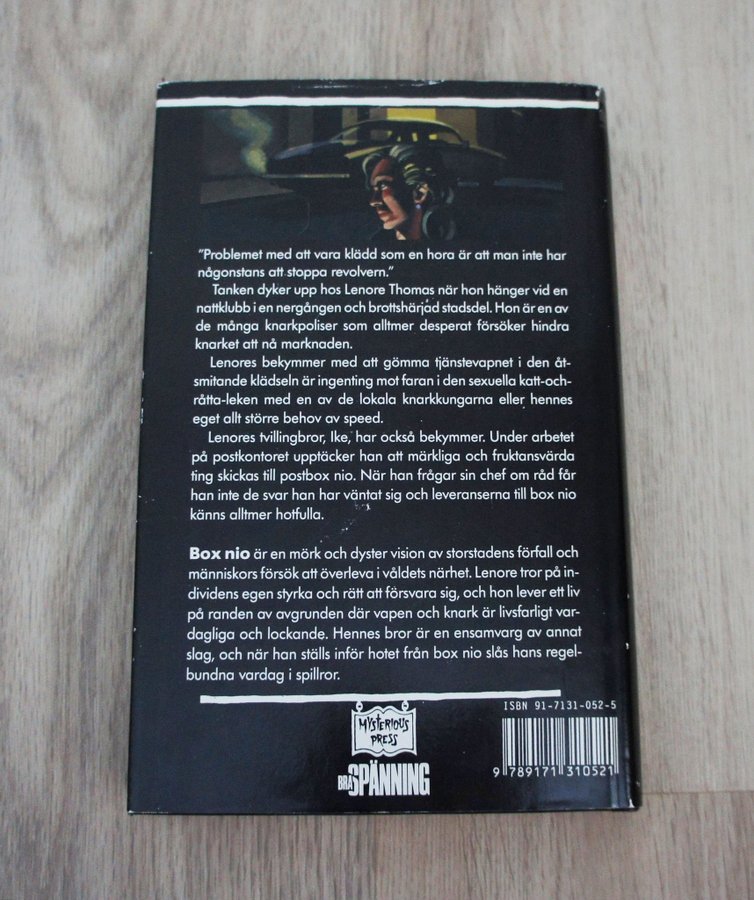 "Problemet med att vara klädd som en hora är att man inte har
någonstans att stoppa revolvern."
Tanken dyker upp hos Lenore Thomas när hon hänger vid en
nattklubb i en nergången och brottshärjad stadsdel. Hon är en av
de många knarkpoliser som alltmer desperat försöker hindra
knarket att nå marknaden.
Lenores bekymmer med att gömma tjänstevapnet i den åt-
smitande klädseln är ingenting mot faran i den sexuella katt-och-
råtta-leken med en av de lokala knarkkungarna eller hennes
eget allt större behov av speed.
Lenores tvillingbror, Ike, har också bekymmer. Under arbetet
på postkontoret upptäcker han att märkliga och fruktansvärda
ting skickas till postbox nio. När han frågar sin chef om råd får
han inte de svar han har väntat sig och leveranserna till box nio
känns alltmer hotfulla.
Box nio är en mörk och dyster vision av storstadens förfall och
människors försök att överleva i våldets närhet. Lenore tror på in-
dividens egen styrka och rätt att försvara sig, och hon lever ett liv
på randen av avgrunden där vapen och knark är livsfarligt var-
dagliga och lockande. Hennes bror är en ensamvarg av annat
slag, och när han ställs inför hotet från box nio slås hans regel-
bundna vardag i spillror.
MYSTERIOUS
PRESS
BRA SPÄNNING
ISBN 91-7131-052-5
9 789171 310521